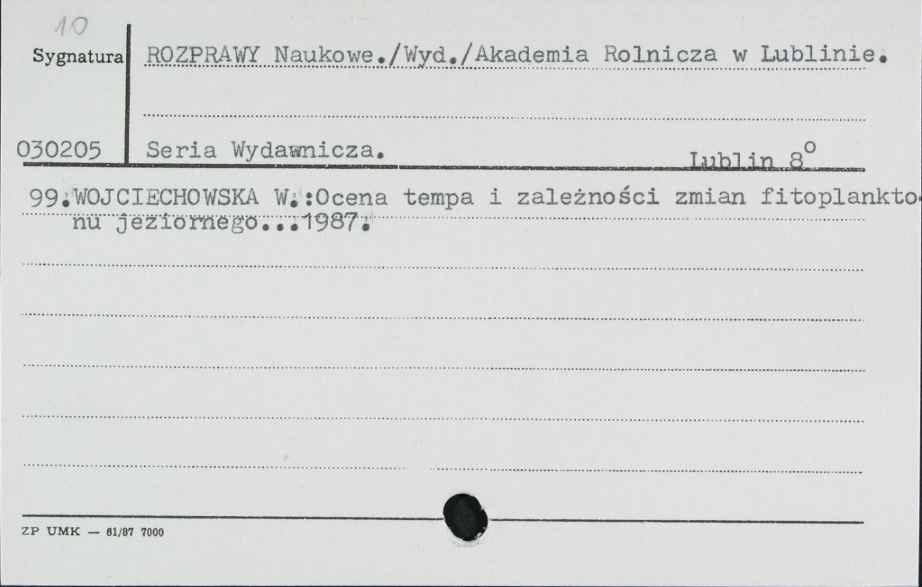 10
Sygnatura
ROZPRAWY Naukowe./Wyd./Akademia Rolnicza w Lublinie.
030205
Seria Wydawnicza.
Lublin 8°
99.WOJCIECHOWSKA W.:Ocena tempa i zależności zmian fitoplankto
nu jeziornego...1987.
ZP UMK — 61/87 7000